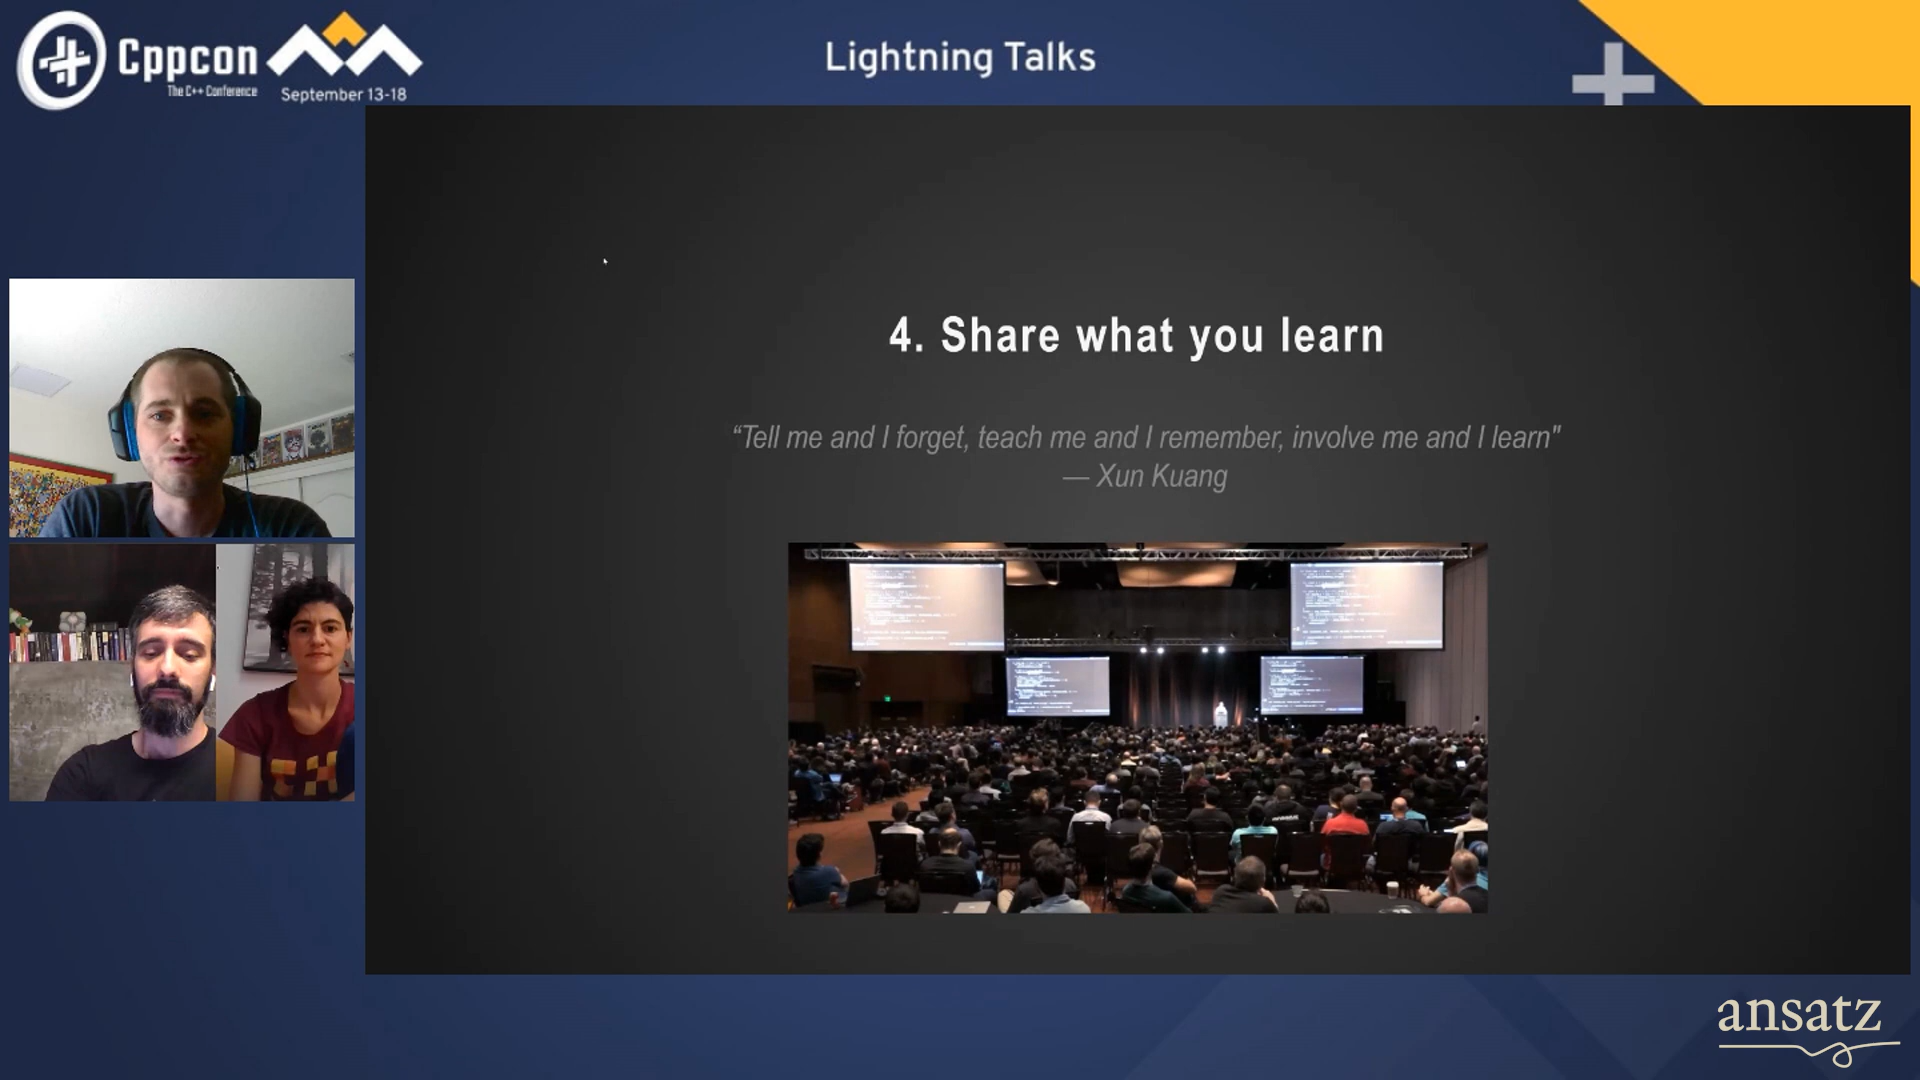 Cppcon
The C++ Conference
September 13-18
Lightning Talks
4. Share what you learn
“Tell me and I forget, teach me and I remember, involve me and I learn"
— Xun Kuang
ansatz